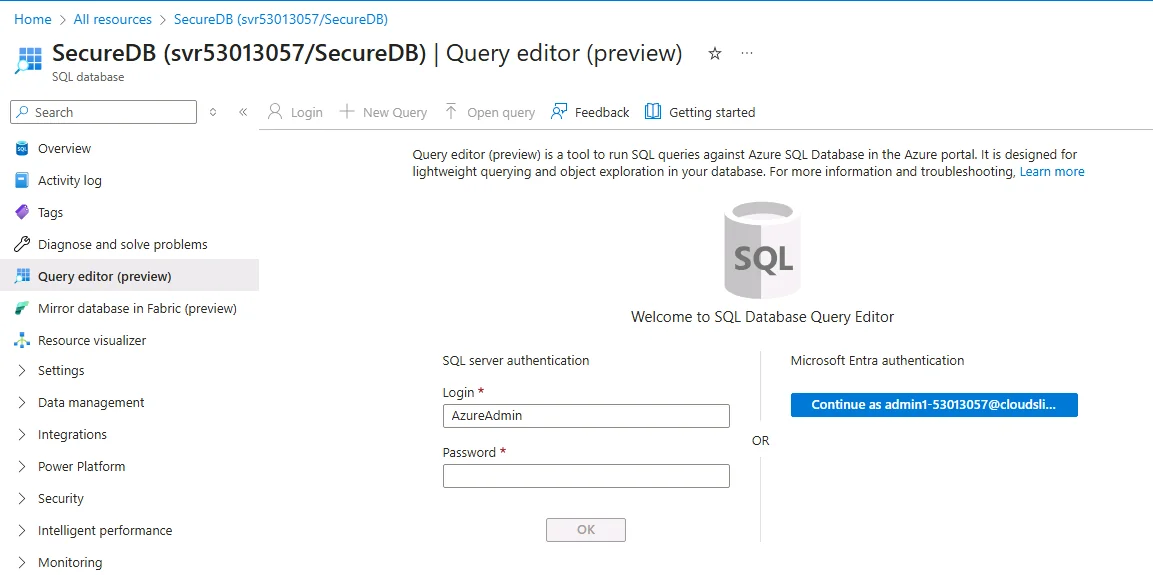 Home > All resources > SecureDB (svr53013057/SecureDB)
SecureDB (svr53013057/SecureDB) | Query editor (preview)
SQL database
Search
Login
New Query
Open query
Feedback
Getting started
Overview
Activity log
Tags
Diagnose and solve problems
Query editor (preview)
Mirror database in Fabric (preview)
Resource visualizer
Settings
Data management
Integrations
Power Platform
Security
Intelligent performance
Monitoring
Query editor (preview) is a tool to run SQL queries against Azure SQL Database in the Azure portal. It is designed for
lightweight querying and object exploration in your database. For more information and troubleshooting, Learn more
SQL
Welcome to SQL Database Query Editor
SQL server authentication
Login *
AzureAdmin
Password *
OK
OR
Microsoft Entra authentication
Continue as admin1-53013057@cloudsli...